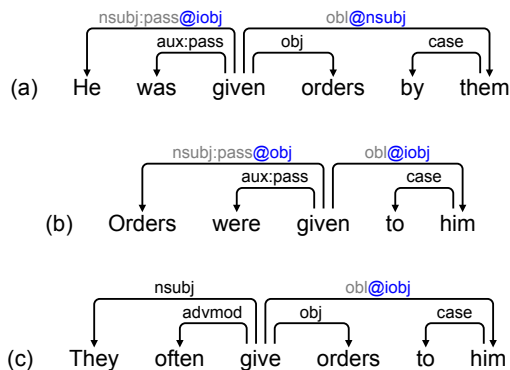 nsubj:pass@iobj obl@nsubj
aux:pass obj case
(a) He was given orders by them
nsubj:pass@obj obl@iobj
aux:pass case
(b) Orders were given to him
nsubj obl@iobj
advmod obj case
(c) They often give orders to him